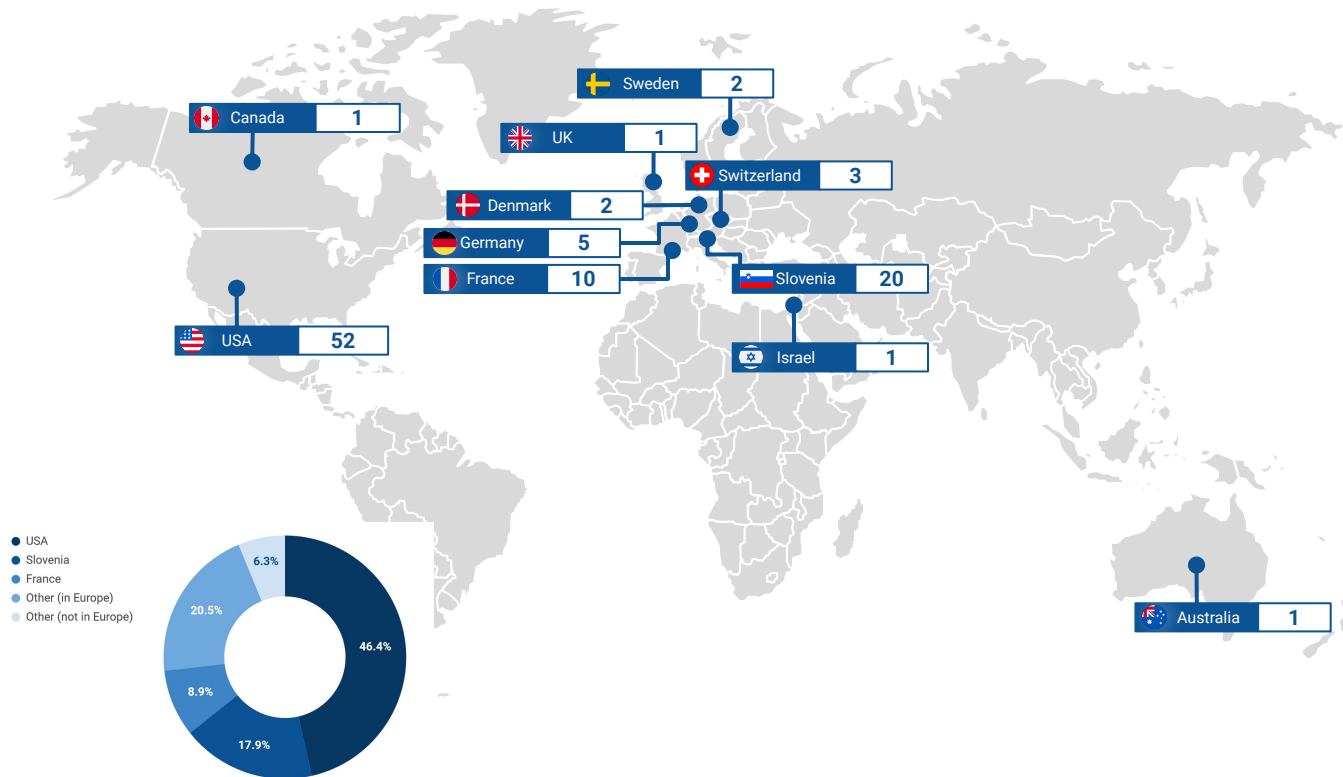 Sweden 2
Canada 1
UK 1
Switzerland 3
Denmark 2
Germany 5
France 10
Slovenia 20
USA 52
Israel 1
Australia 1
USA
Slovenia
France
Other (in Europe)
Other (not in Europe)
6.3%
20.5%
46.4%
8.9%
17.9%